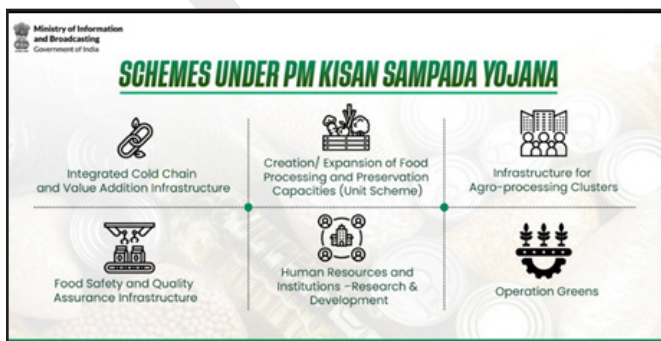 Ministry of Information
and Broadcasting
Government of India
SCHEMES UNDER PM KISAN SAMPADA YOJANA
Integrated Cold Chain
and Value Addition Infrastructure
Creation/ Expansion of Food
Processing and Preservation
Capacities (Unit Scheme)
Infrastructure for
Agro-processing Clusters
Food Safety and Quality
Assurance Infrastructure
Human Resources and
Institutions –Research &
Development
Operation Greens